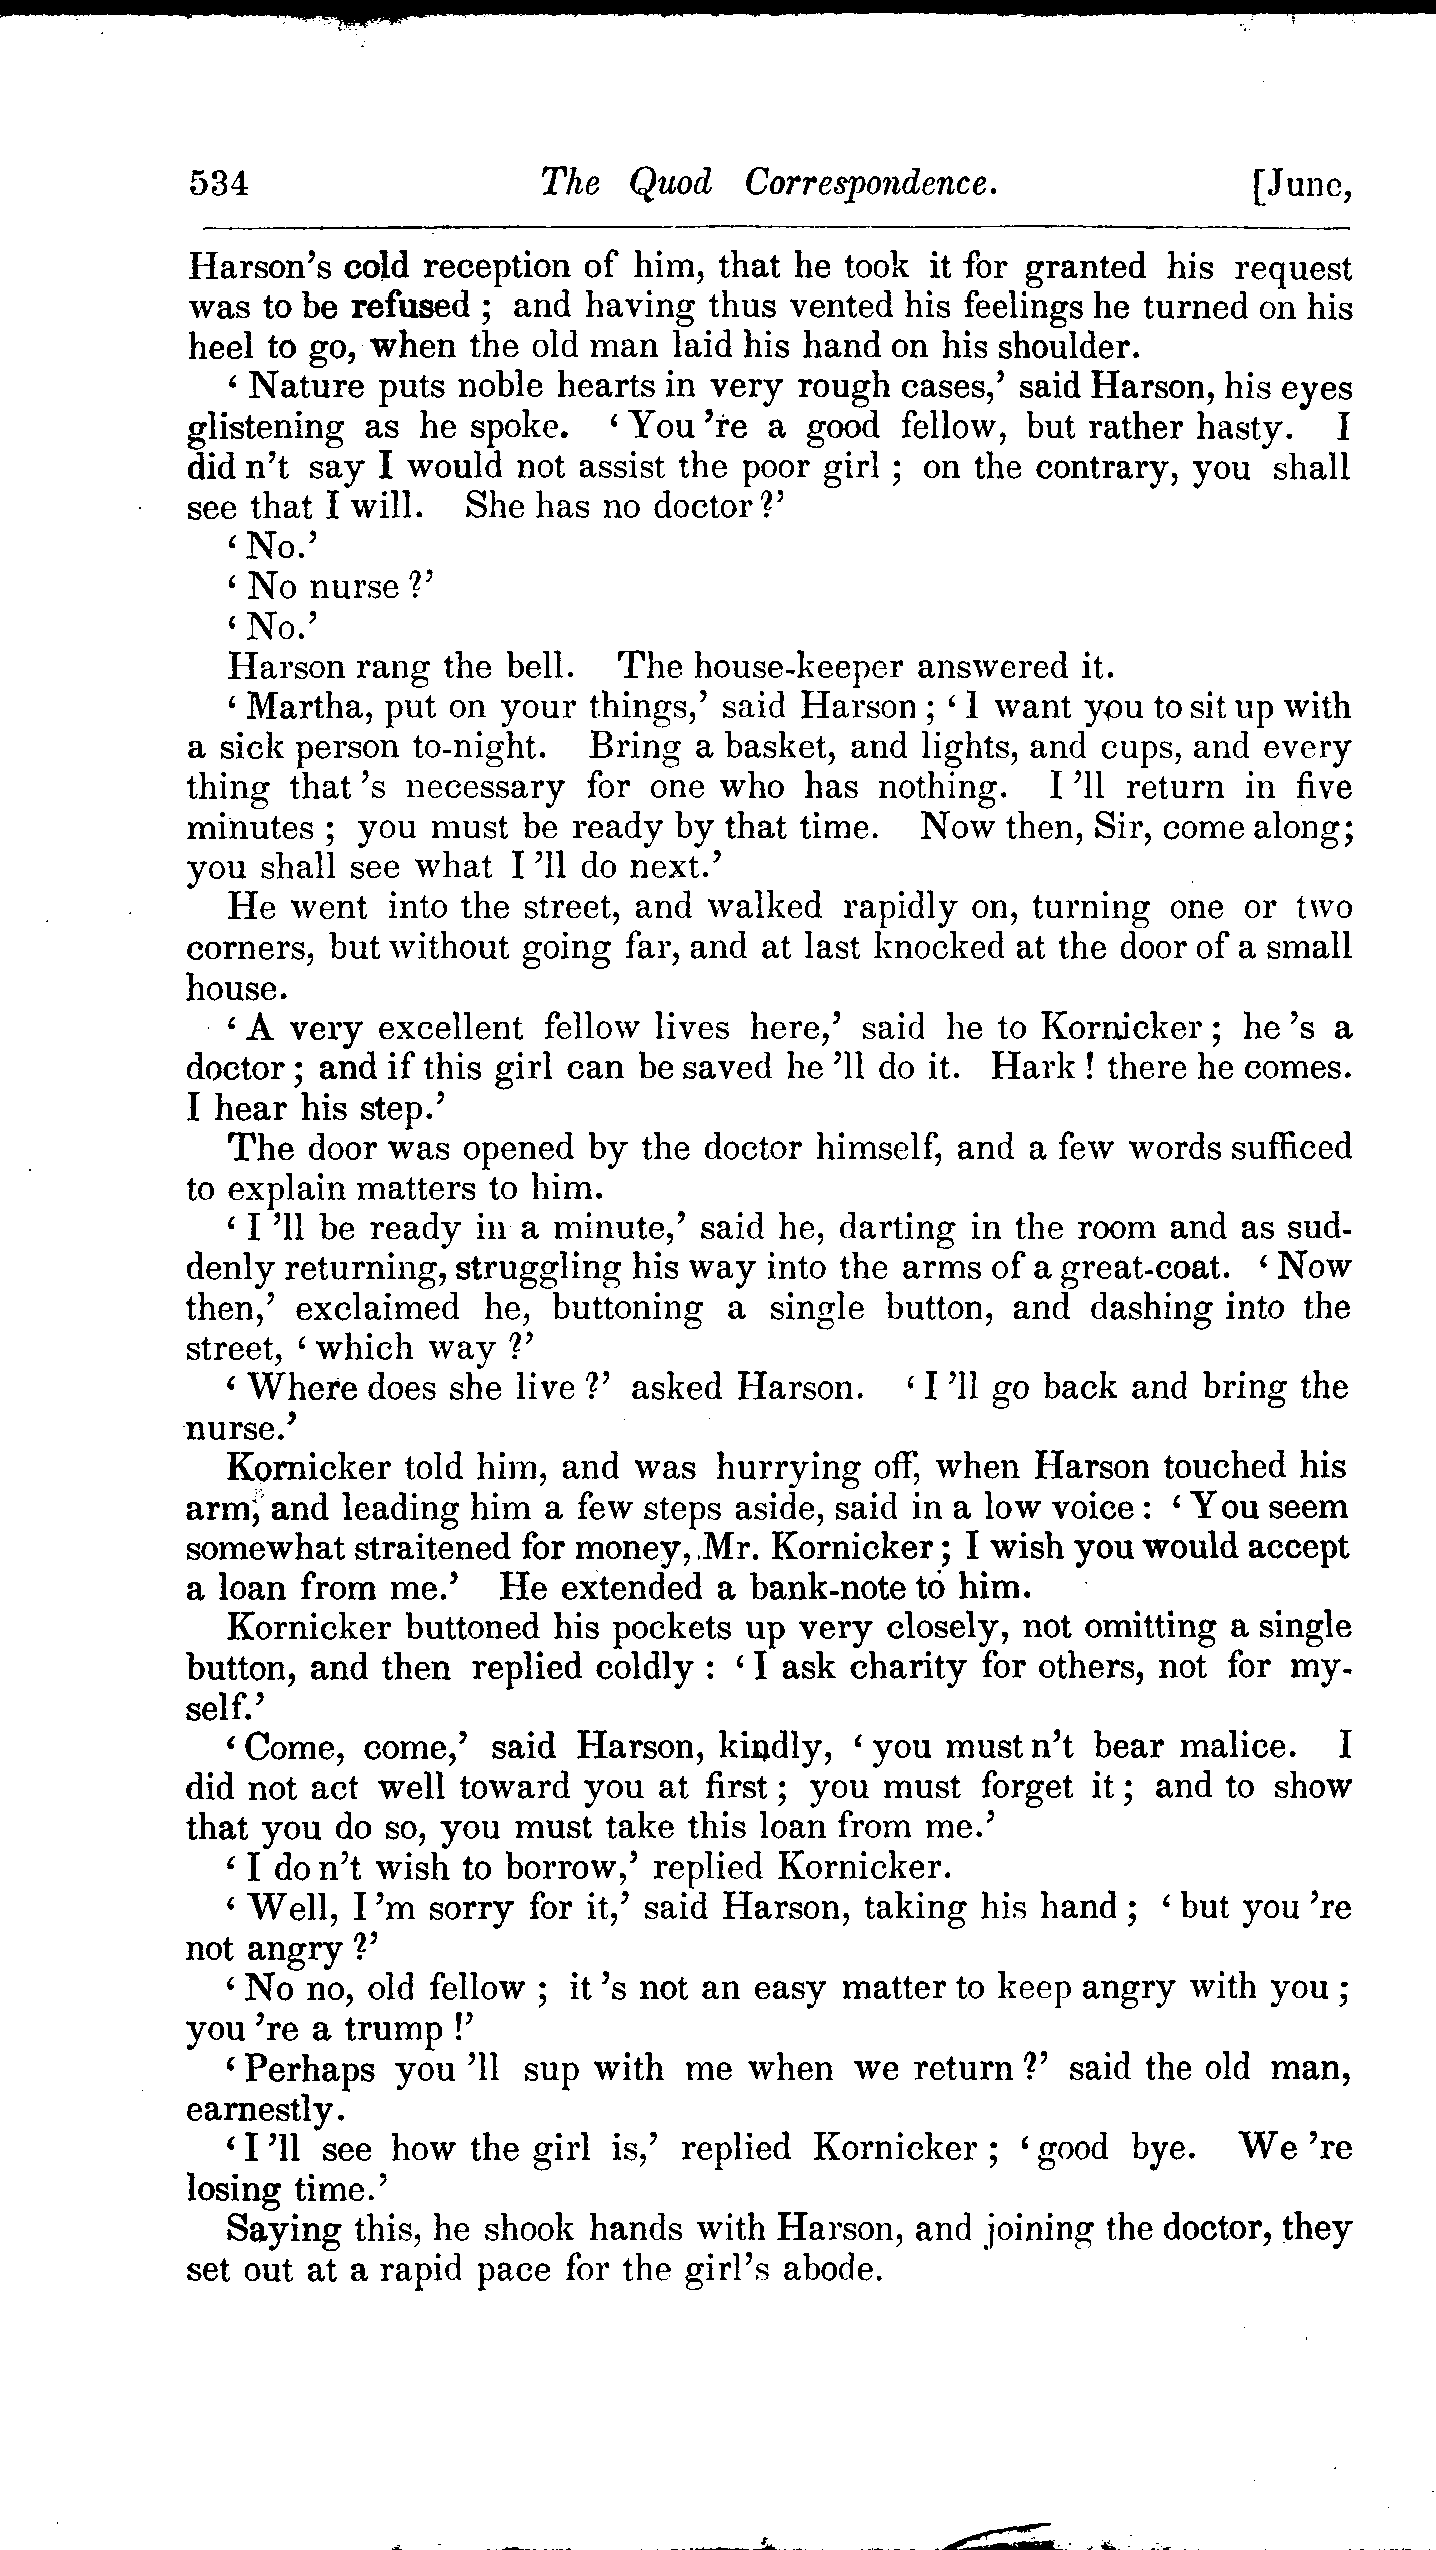 534 The Quod Correspondence. [June,
Harson's cold reception of him, that he took it for granted his request
was to be refused ; and having thus vented his feelings he turned on his
heel to go, when the old man laid his hand on his shoulder.
‘ Nature puts noble hearts in very rough cases,’ said Harson, his eyes
glistening as he spoke. ‘ You ’re a good fellow, but rather hasty. I
did n’t say I would not assist the poor girl ; on the contrary, you shall
see that I will. She has no doctor ?’
‘ No.’
‘ No nurse ?’
‘ No.’
Harson rang the bell. The house-keeper answered it.
‘ Martha, put on your things,’ said Harson ; ‘ I want you to sit up with
a sick person to-night. Bring a basket, and lights, and cups, and every
thing that ’s necessary for one who has nothing. I ’ll return in five
minutes ; you must be ready by that time. Now then, Sir, come along;
you shall see what I ’ll do next.’
He went into the street, and walked rapidly on, turning one or two
corners, but without going far, and at last knocked at the door of a small
house.
‘ A very excellent fellow lives here,’ said he to Kornicker ; he ’s a
doctor ; and if this girl can be saved he ’ll do it. Hark ! there he comes.
I hear his step.’
The door was opened by the doctor himself, and a few words sufficed
to explain matters to him.
‘ I ’ll be ready in a minute,’ said he, darting in the room and as sud-
denly returning, struggling his way into the arms of a great-coat. ‘ Now
then,’ exclaimed he, buttoning a single button, and dashing into the
street, ‘ which way ?’
‘ Where does she live ?’ asked Harson. ‘ I ’ll go back and bring the
nurse.’
Kornicker told him, and was hurrying off, when Harson touched his
arm, and leading him a few steps aside, said in a low voice : ‘ You seem
somewhat straitened for money, Mr. Kornicker ; I wish you would accept
a loan from me.’ He extended a bank-note to him.
Kornicker buttoned his pockets up very closely, not omitting a single
button, and then replied coldly : ‘ I ask charity for others, not for my-
self.’
‘ Come, come,’ said Harson, kindly, ‘ you must n’t bear malice. I
did not act well toward you at first ; you must forget it ; and to show
that you do so, you must take this loan from me.’
‘ I do n’t wish to borrow,’ replied Kornicker.
‘ Well, I ’m sorry for it,’ said Harson, taking his hand ; ‘ but you ’re
not angry ?’
‘ No no, old fellow ; it ’s not an easy matter to keep angry with you ;
you ’re a trump !’
‘ Perhaps you ’ll sup with me when we return ?’ said the old man,
earnestly.
‘ I ’ll see how the girl is,’ replied Kornicker ; ‘ good bye. We ’re
losing time.’
Saying this, he shook hands with Harson, and joining the doctor, they
set out at a rapid pace for the girl’s abode.